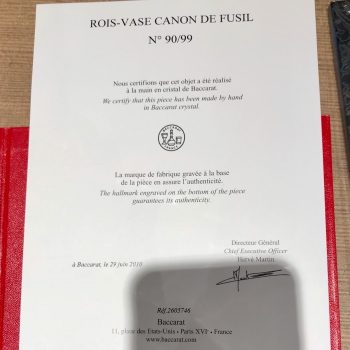 ROIS-VASE CANON DE FUSIL
N° 90/99
Nous certifions que cet objet a été réalisé
à la main en cristal de Baccarat.
We certify that this piece has been made by hand
in Baccarat crystal.
BACCARAT
FRANCE
La marque de fabrique gravée à la base
de la pièce en assure l'authenticité.
The hallmark engraved on the bottom of the piece
guarantees its authenticity.
Directeur Général
Chief Executive Officer
Hervé Martin
à Baccarat, le 29 juin 2010
Réf.2605746
Baccarat
11, place des Etats-Unis • Paris XVIe • France
www.baccarat.com